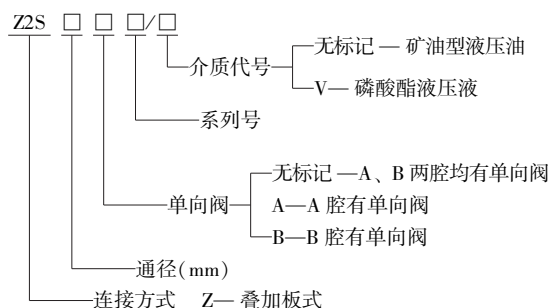 Z2S □ □ □/□
无标记 — 矿油型液压油
介质代号
V— 磷酸酯液压液
系列号
无标记 —A 、B 两腔均有单向阀
单向阀 A—A 腔有单向阀
B—B 腔有单向阀
通径(mm)
连接方式 Z— 叠加板式